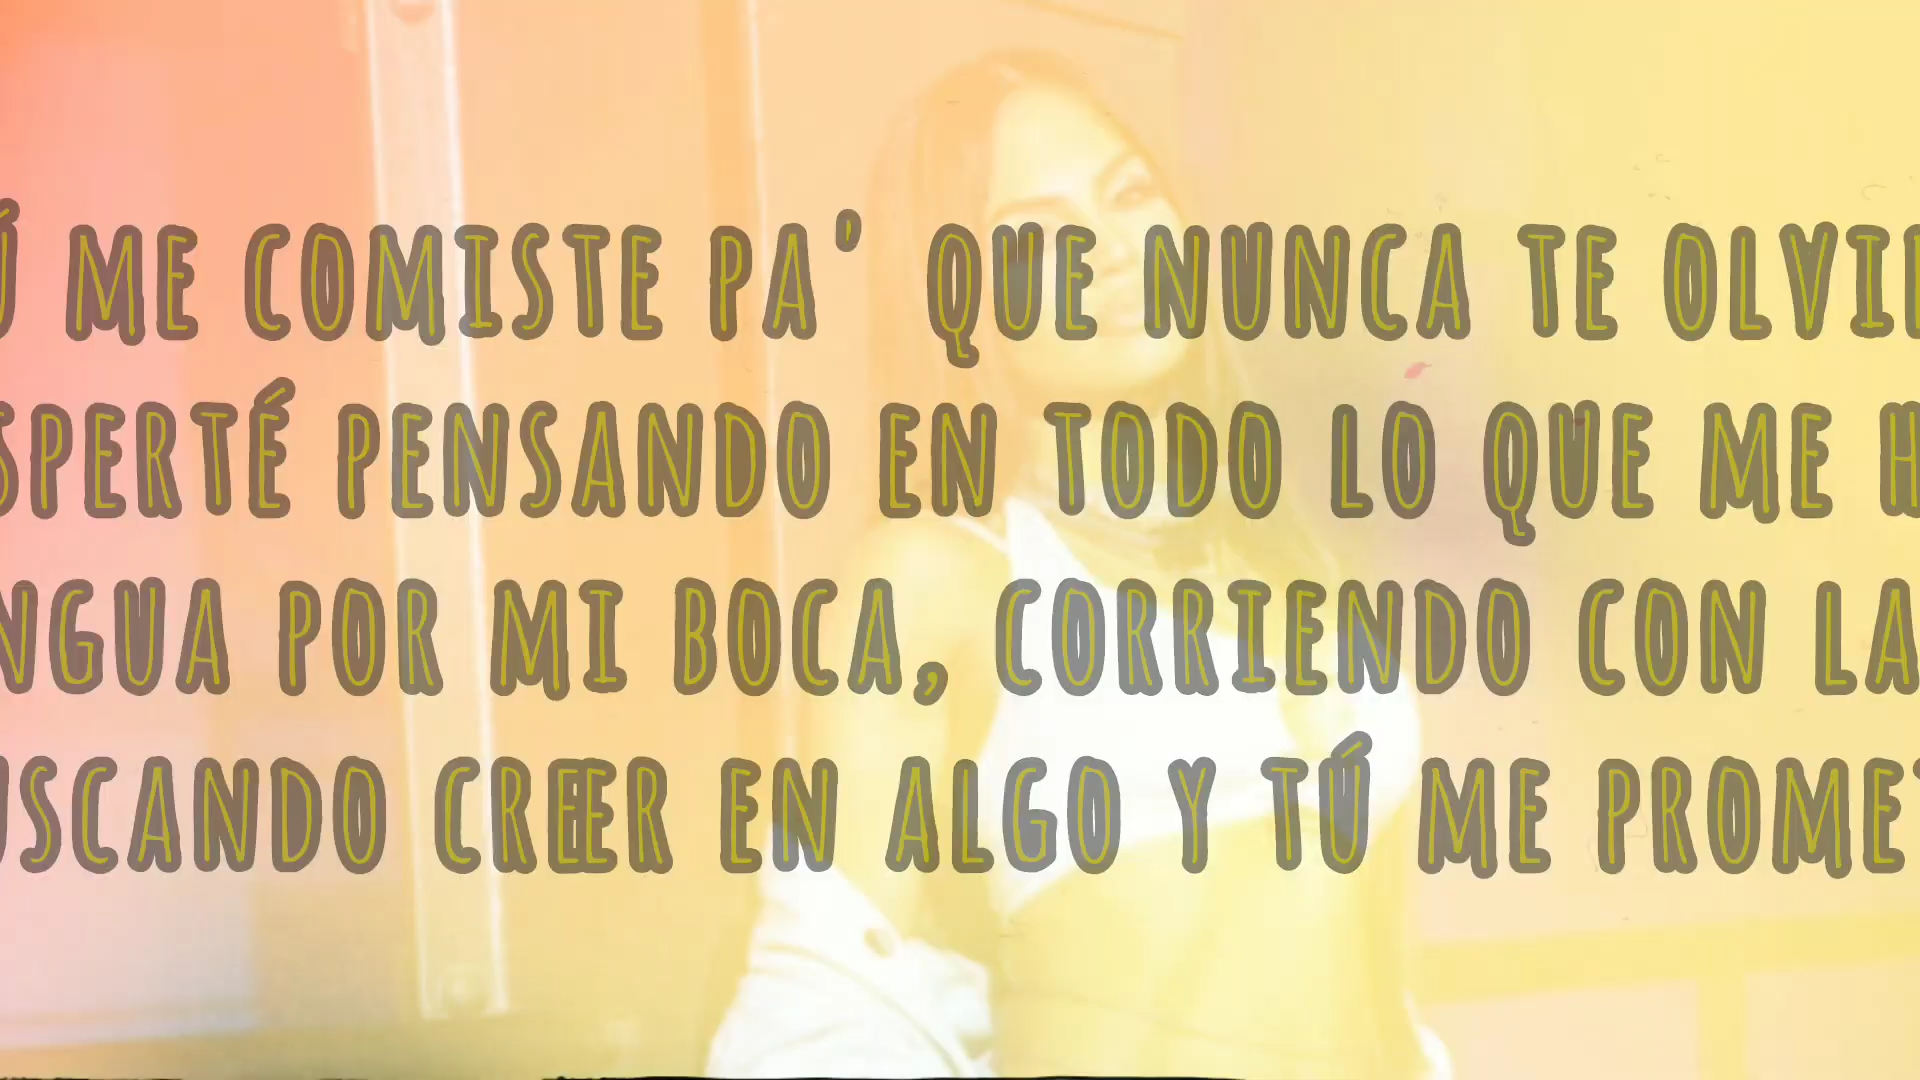 Ú ME COMISTE PA' QUE NUNCA TE OLVI
SPERTÉ PENSANDO EN TODO LO QUE ME H
NGUA POR MI BOCA, CORRIENDO CON LA
USCANDO CREER EN ALGO Y TÚ ME PROME